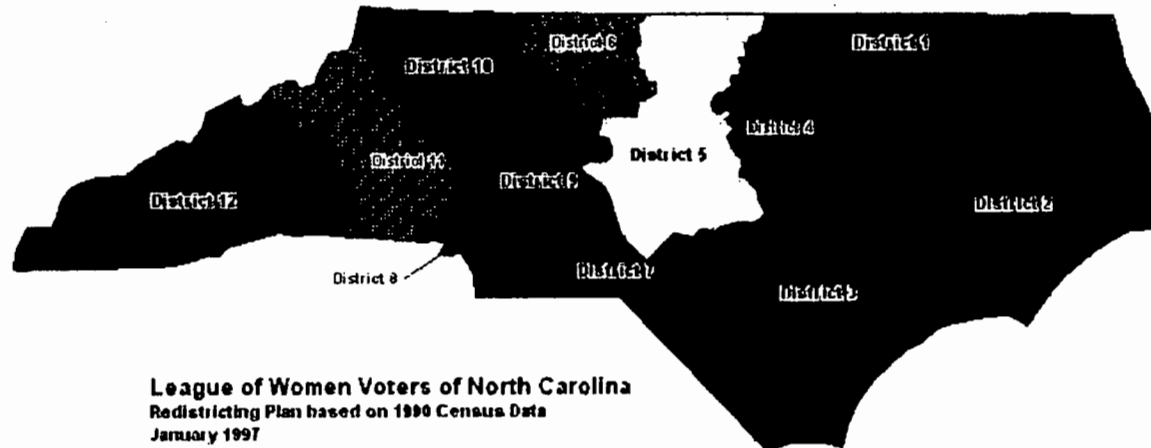 District 6
District 1
District 10
District 4
District 5
District 11
District 9
District 12
District 2
District 7
District 8
District 3
League of Women Voters of North Carolina
Redistricting Plan based on 1990 Census Data
January 1997